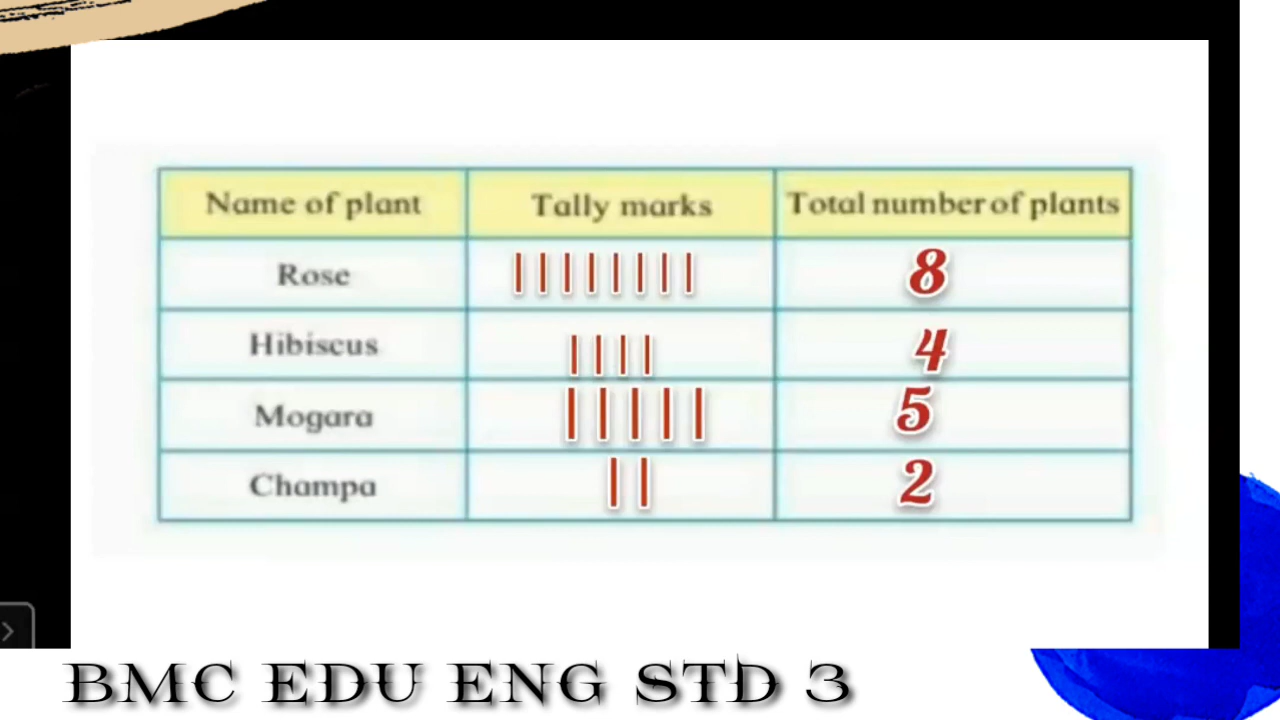 Name of plant Tally marks Total number of plants
Rose |||||||| 8
Hibiscus |||| 4
Mogara ||||| 5
Champa || 2
BMC EDU ENG STD 3